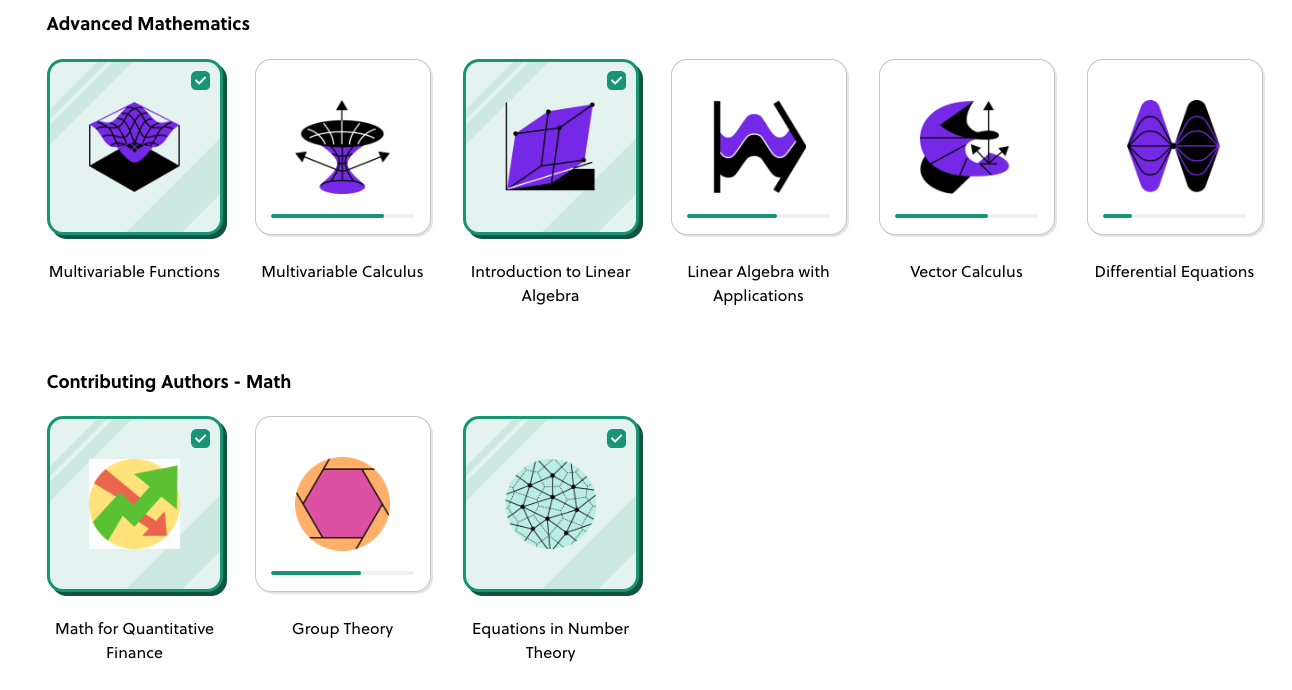 Advanced Mathematics
Multivariable Functions
Multivariable Calculus
Introduction to Linear
Algebra
Linear Algebra with
Applications
Vector Calculus
Differential Equations
Contributing Authors - Math
Math for Quantitative
Finance
Group Theory
Equations in Number
Theory